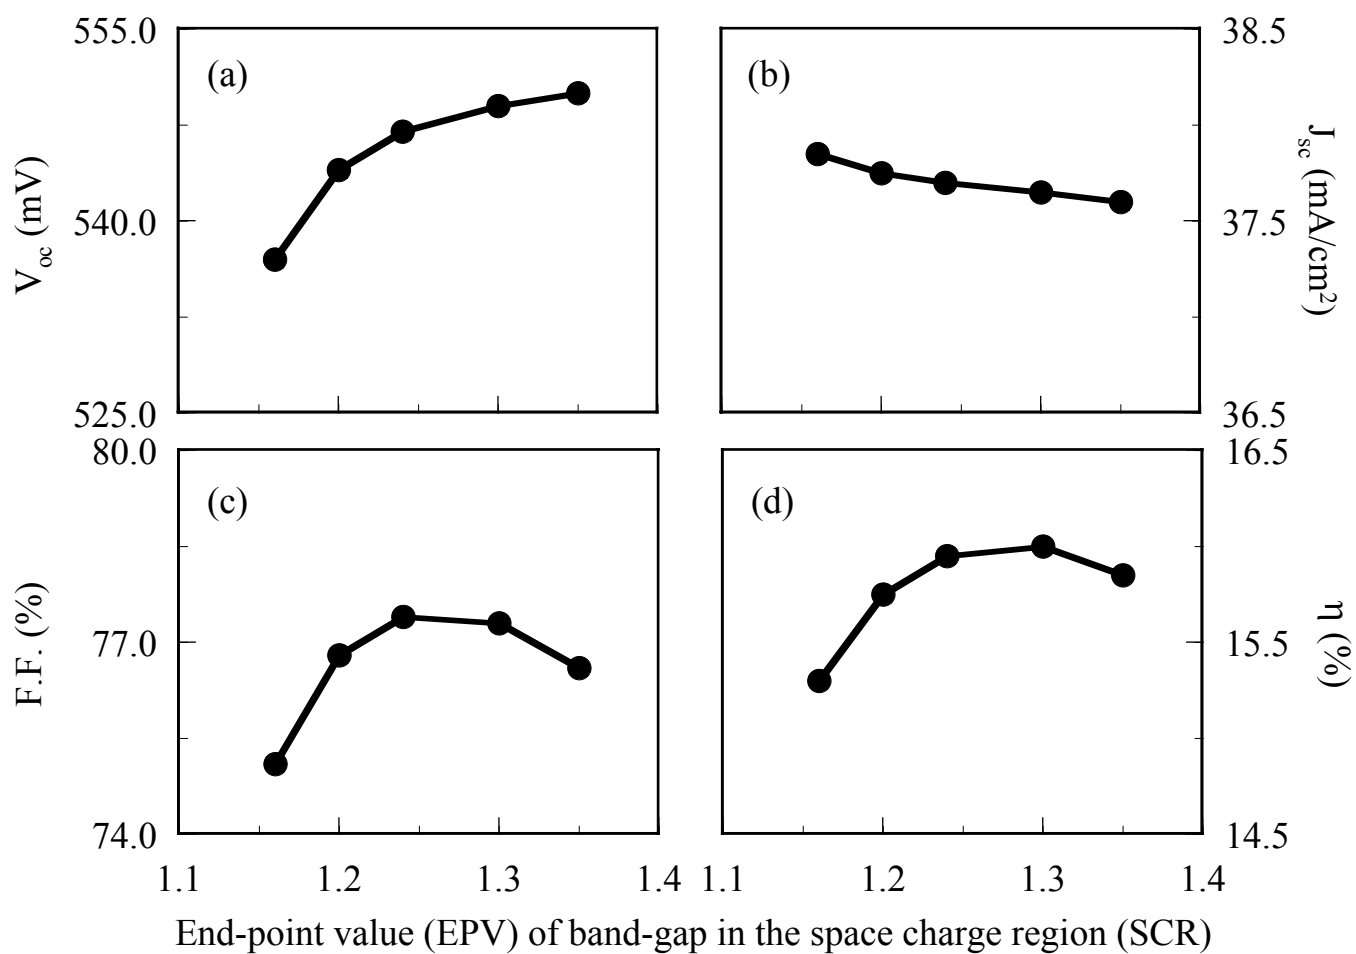 555.0
540.0
525.0
V_oc (mV)
(a)
(b)
38.5
37.5
36.5
J_sc (mA/cm²)
80.0
77.0
74.0
F.F. (%)
(c)
(d)
16.5
15.5
14.5
η (%)
1.1 1.2 1.3 1.4 1.1 1.2 1.3 1.4
End-point value (EPV) of band-gap in the space charge region (SCR)